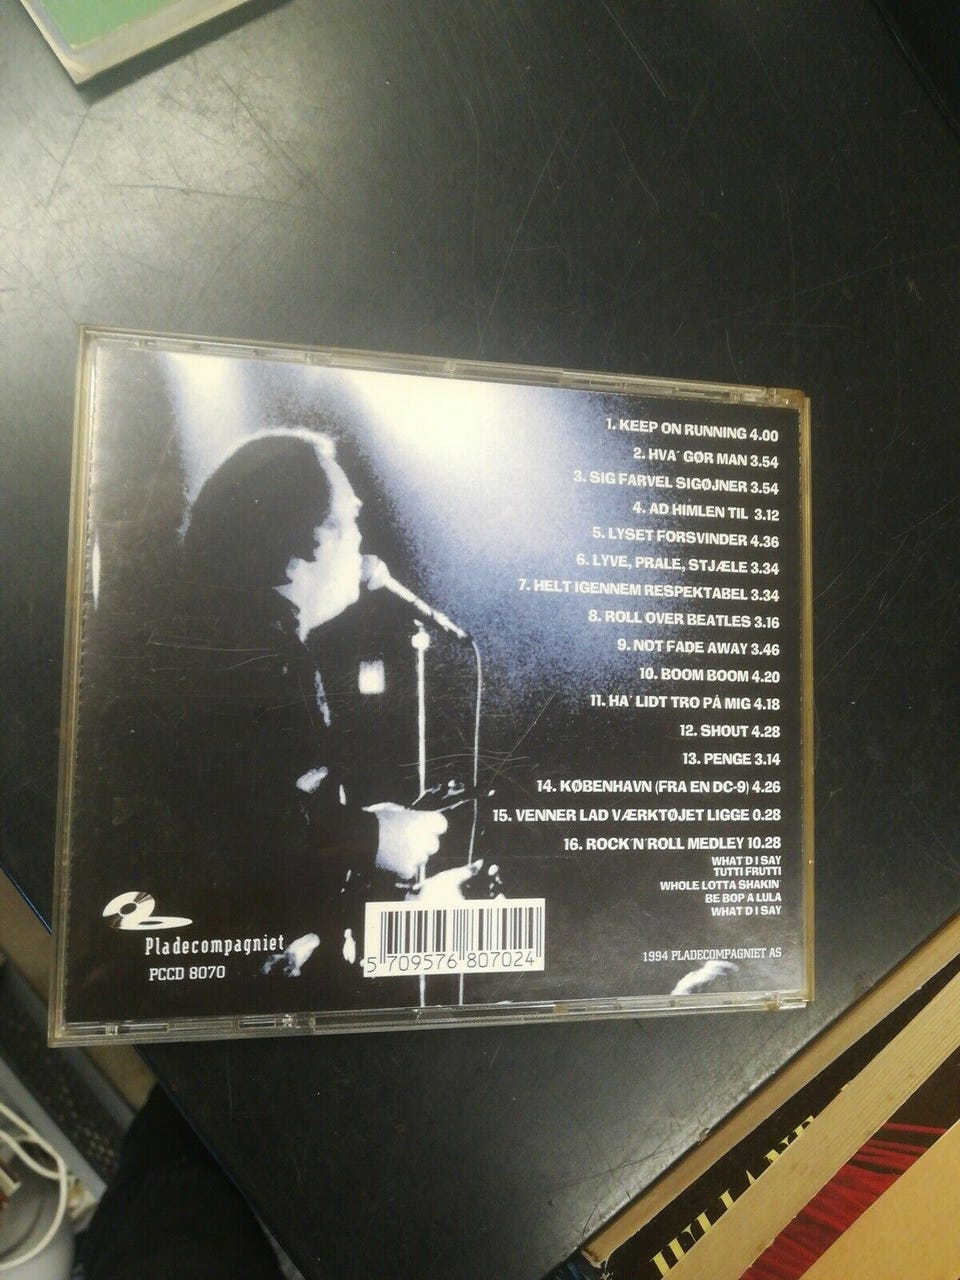 1. KEEP ON RUNNING 4.00
2. HVA´ GØR MAN 3.54
3. SIG FARVEL SIGØJNER 3.54
4. AD HIMLEN TIL 3.12
5. LYSET FORSVINDER 4.36
6. LYVE, PRALE, STJÆLE 3.34
7. HELT IGENNEM RESPEKTABEL 3.34
8. ROLL OVER BEATLES 3.16
9. NOT FADE AWAY 3.46
10. BOOM BOOM 4.20
11. HA´ LIDT TRO PÅ MIG 4.18
12. SHOUT 4.28
13. PENGE 3.14
14. KØBENHAVN (FRA EN DC-9) 4.26
15. VENNER LAD VÆRKTØJET LIGGE 0.28
16. ROCK´N´ROLL MEDLEY 10.28
WHAT´D I SAY
TUTTI FRUTTI
WHOLE LOTTA SHAKIN´
BE BOP A LULA
WHAT´D I SAY
Pladecompagniet
PCCD 8070
5 709576 807024
1994 PLADECOMPAGNIET AS